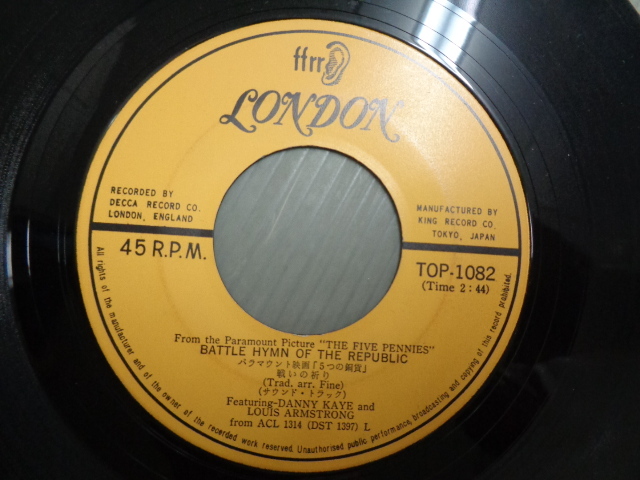 ffrr
LONDON
RECORDED BY
DECCA RECORD CO.
LONDON, ENGLAND
MANUFACTURED BY
KING RECORD CO.
TOKYO, JAPAN
45 R.P.M.
TOP-1082
(Time 2:44)
From the Paramount Picture "THE FIVE PENNIES"
BATTLE HYMN OF THE REPUBLIC
パラマウント映画「5つの銅貨」
戦いの祈り
(Trad. arr. Fine)
(サウンド・トラック)
Featuring-DANNY KAYE and
LOUIS ARMSTRONG
from ACL 1314 (DST 1397) L
All rights of the manufacturer and of the owner of the recorded work reserved. Unauthorised public performance, broadcasting and copying of this record prohibited.